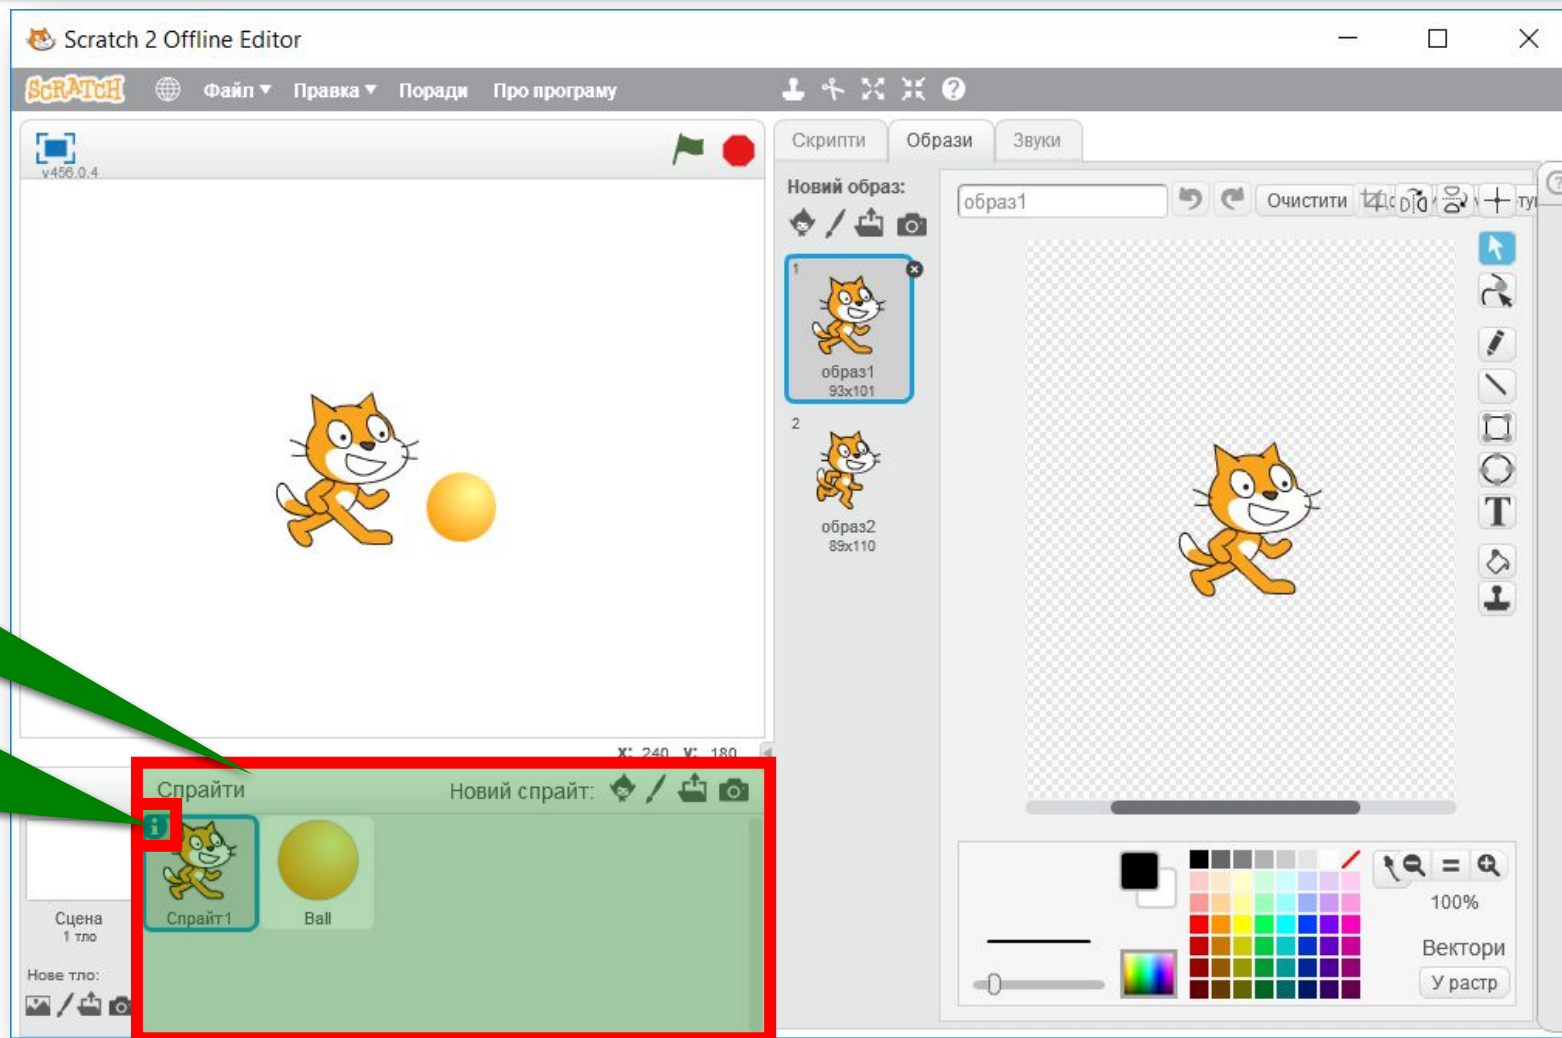 Scratch 2 Offline Editor
SCRATCH Файл Правка Поради Про програму
v456.0.4
Скрипти Образи Звуки
Новий образ:
образ1 Очистити
1
образ1
93x101
2
образ2
89x110
x: 240 y: 180
Спрайти Новий спрайт:
Спрайт1 Ball
Сцена
1 тло
Нове тло:
100%
Вектори
У растр